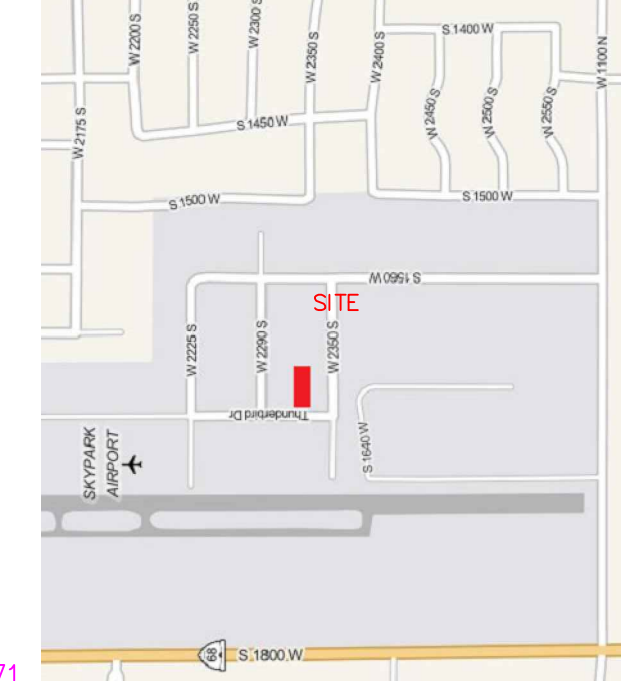 W 2200 S
W 2250 S
W 2300 S
W 2350 S
W 2400 S
S 1400 W
W 1100 N
W 2175 S
S 1450 W
W 2450 S
W 2500 S
W 2550 S
S 1500 W
S 1500 W
S 1560 W
SITE
W 2225 S
W 2290 S
W 2350 S
Thunderbird Dr
S 1640 W
SKYPARK
AIRPORT
68
S 1800 W
71